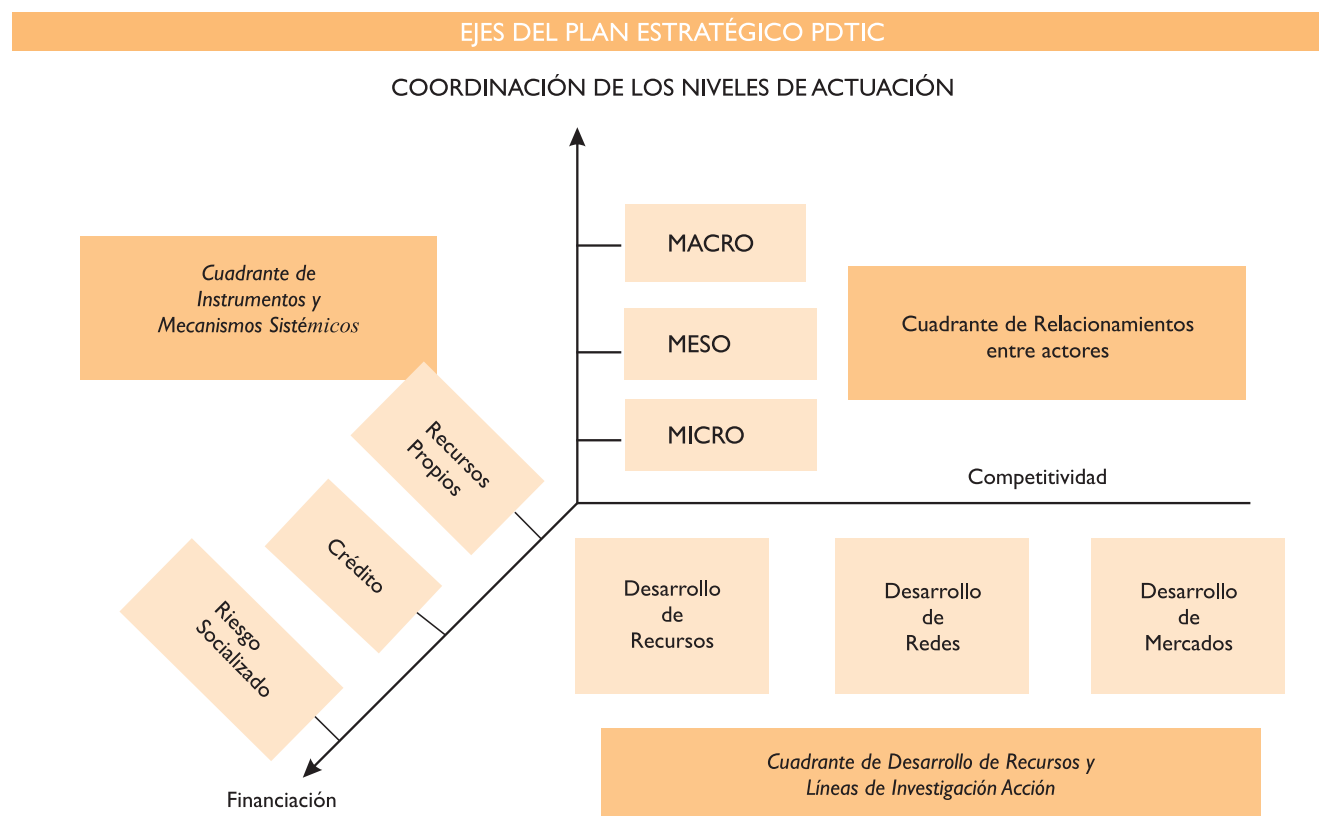 EJES DEL PLAN ESTRATÉGICO PDTIC
COORDINACIÓN DE LOS NIVELES DE ACTUACIÓN
MACRO
Cuadrante de
Instrumentos y
Mecanismos Sistémicos
MESO
Cuadrante de Relacionamientos
entre actores
MICRO
Recursos
Propios
Crédito
Riesgo
Socializado
Financiación
Competitividad
Desarrollo
de
Recursos
Desarrollo
de
Redes
Desarrollo
de
Mercados
Cuadrante de Desarrollo de Recursos y
Líneas de Investigación Acción